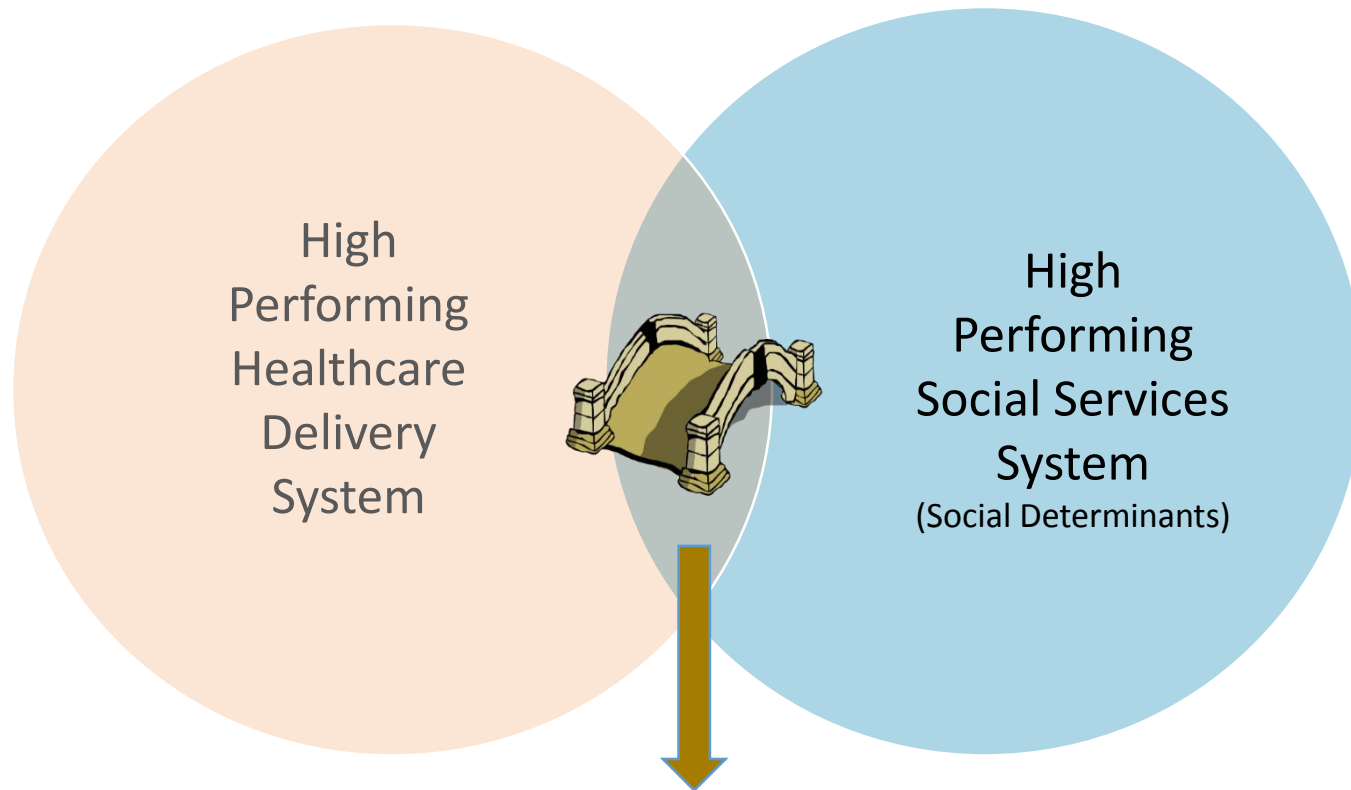 High
Performing
Healthcare
Delivery
System
High
Performing
Social Services
System
(Social Determinants)